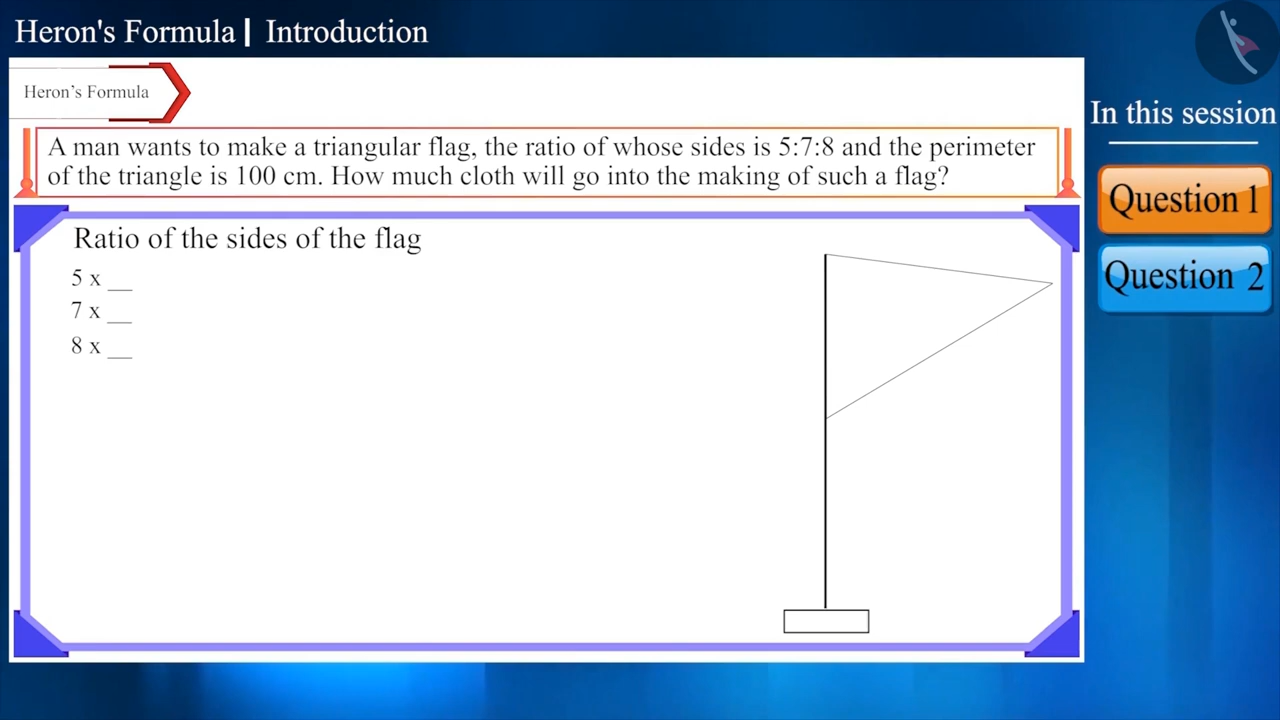 Heron's Formula | Introduction
Heron's Formula
A man wants to make a triangular flag, the ratio of whose sides is 5:7:8 and the perimeter
of the triangle is 100 cm. How much cloth will go into the making of such a flag?
Ratio of the sides of the flag
5 x __
7 x __
8 x __
In this session
Question 1
Question 2